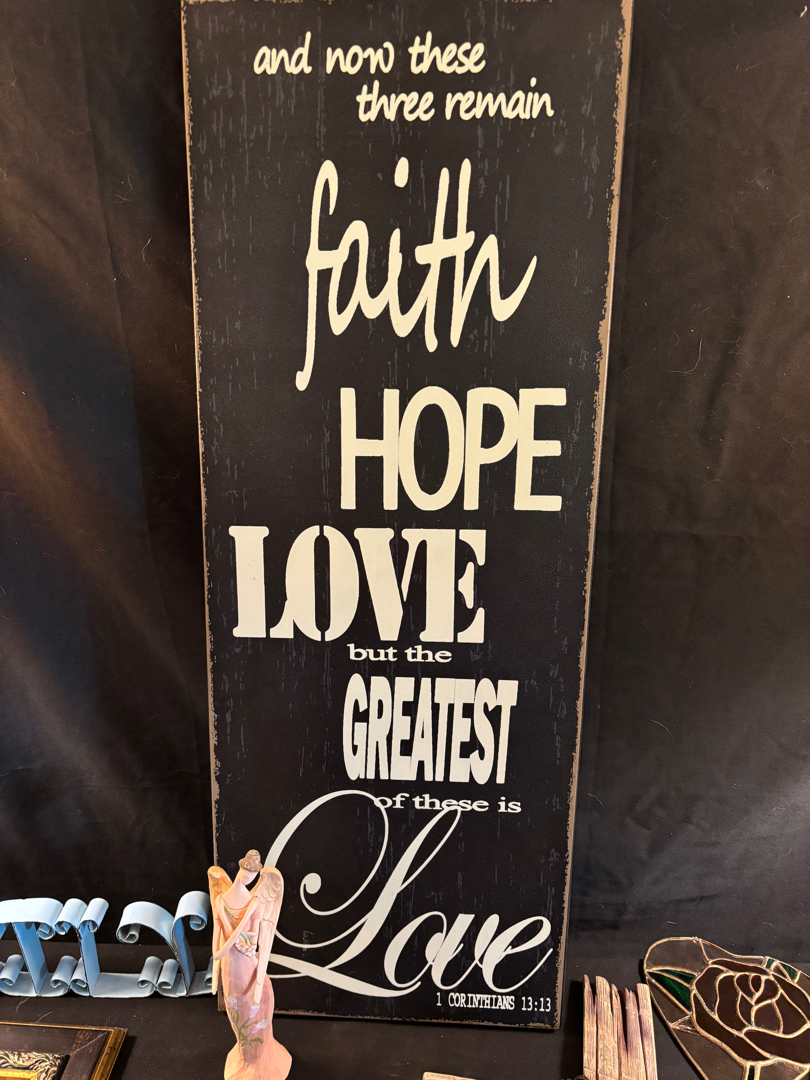 and now these
three remain
faith
HOPE
LOVE
but the
GREATEST
of these is
Love
1 CORINTHIANS 13:13